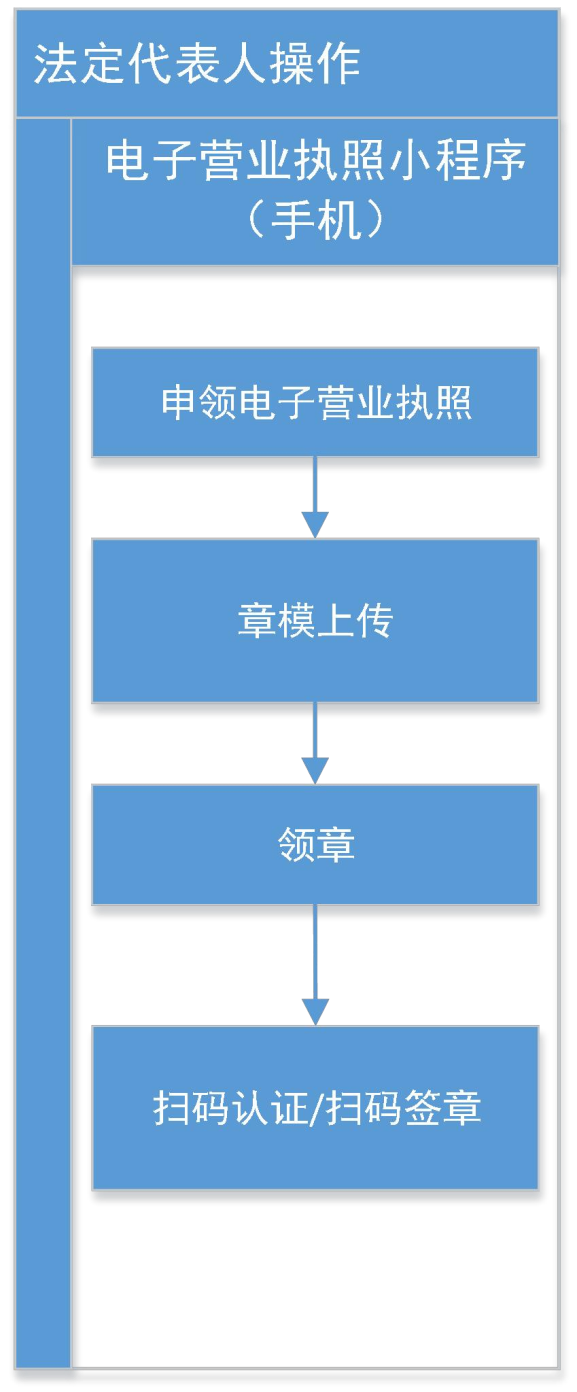 法定代表人操作
电子营业执照小程序
（手机）
申领电子营业执照
章模上传
领章
扫码认证/扫码签章